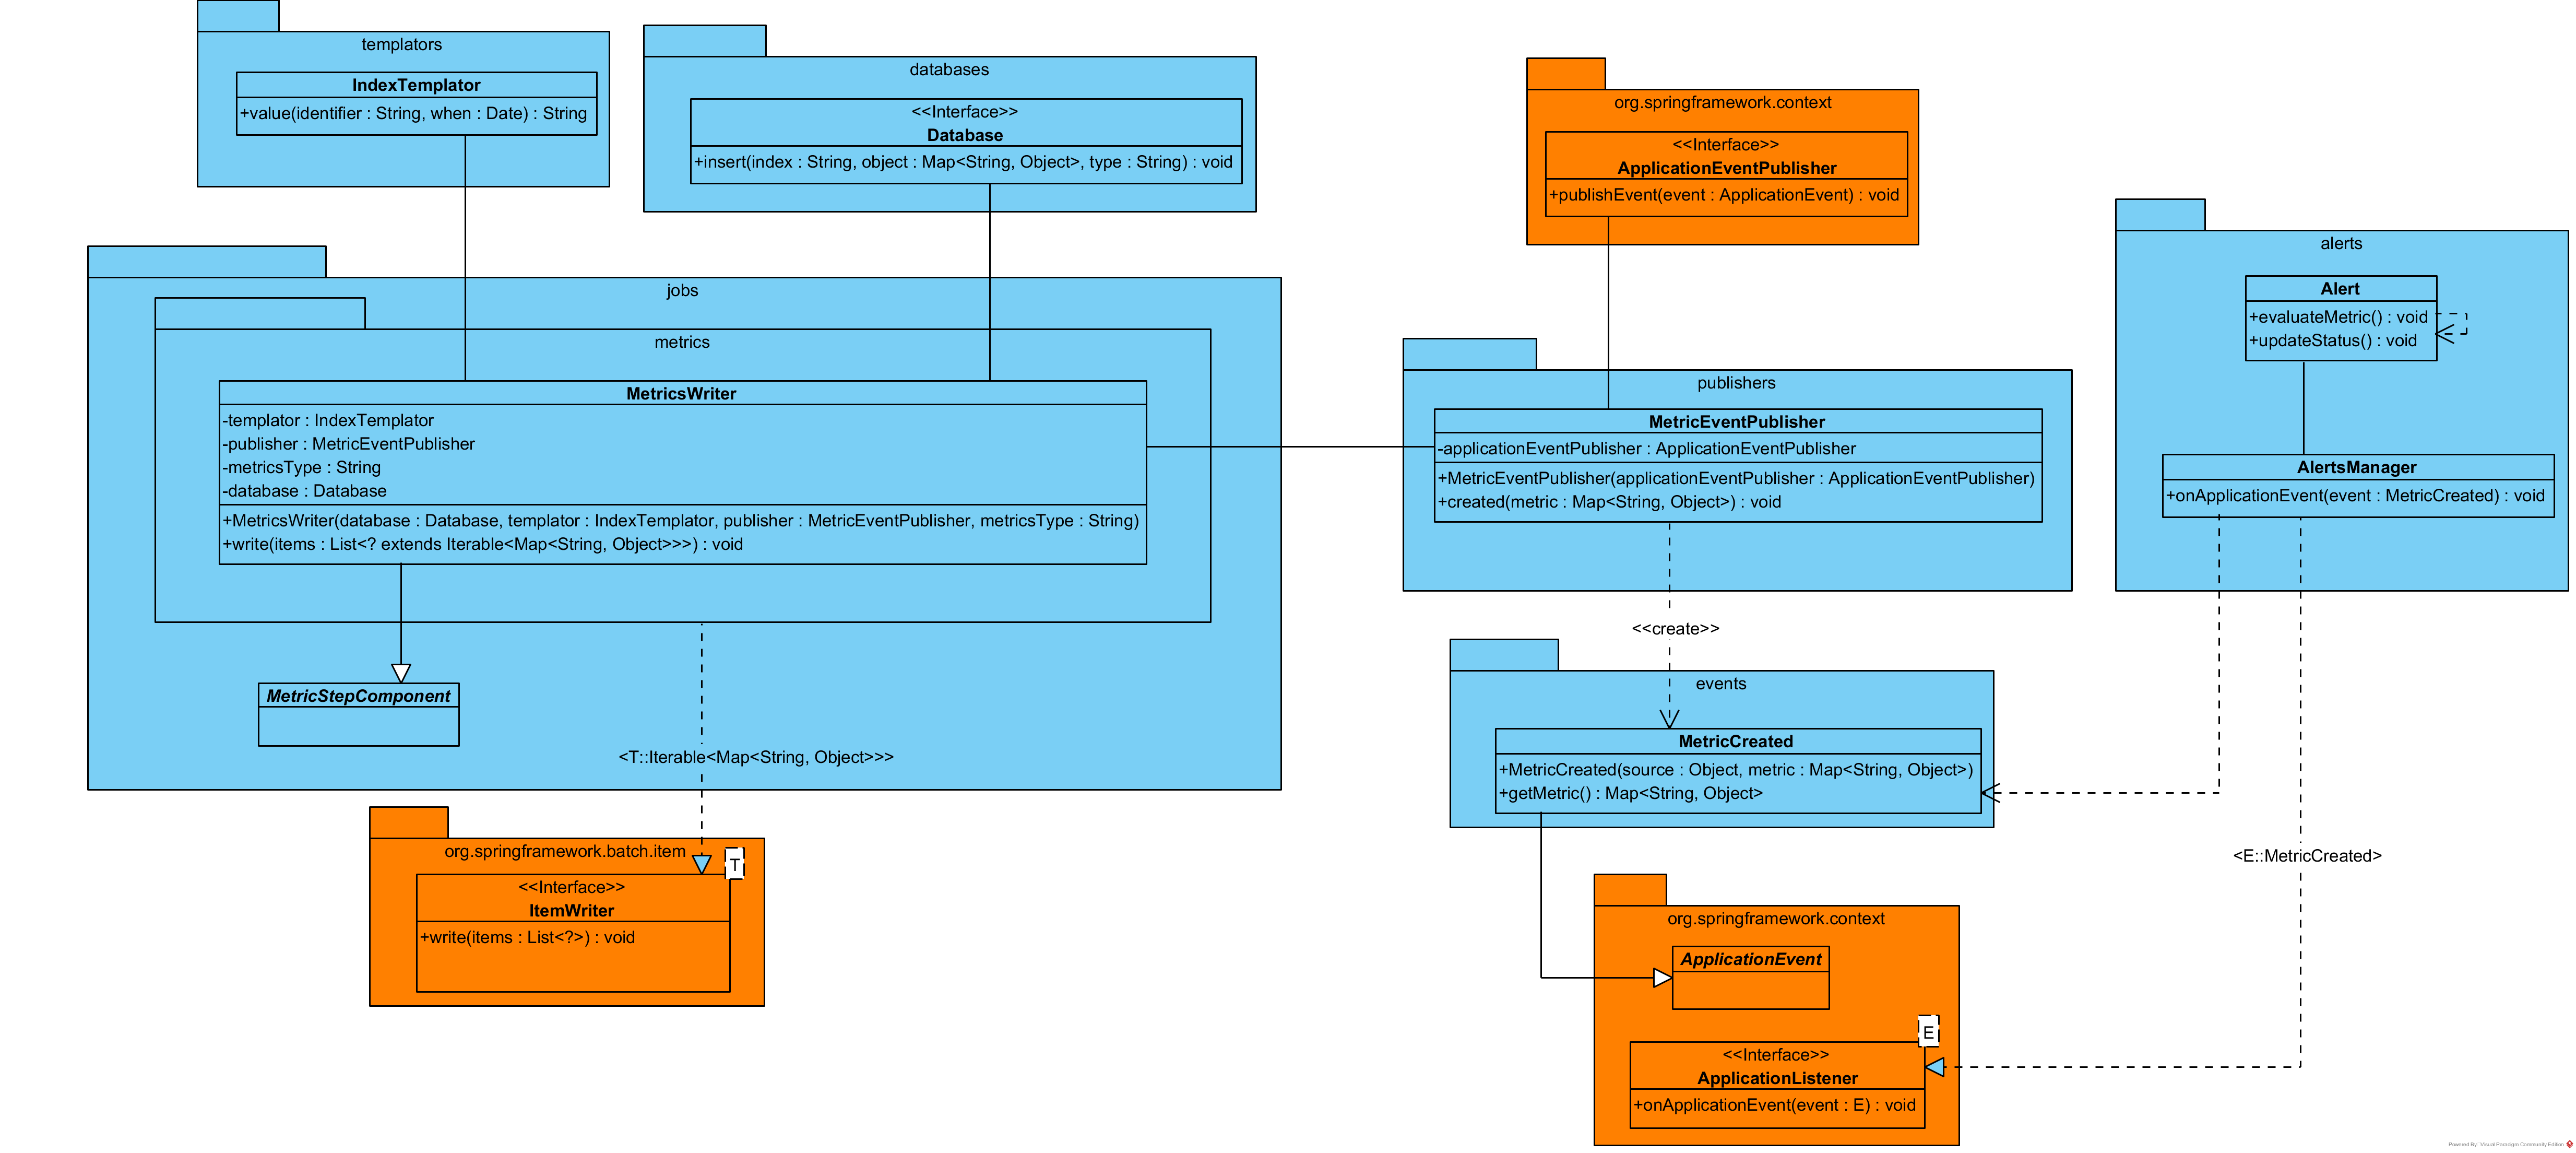 templators
IndexTemplator
+value(identifier : String, when : Date) : String
databases
<<Interface>>
Database
+insert(index : String, object : Map<String, Object>, type : String) : void
org.springframework.context
<<Interface>>
ApplicationEventPublisher
+publishEvent(event : ApplicationEvent) : void
alerts
Alert
+evaluateMetric() : void
+updateStatus() : void
AlertsManager
+onApplicationEvent(event : MetricCreated) : void
jobs
metrics
MetricsWriter
-templator : IndexTemplator
-publisher : MetricEventPublisher
-metricsType : String
-database : Database
+MetricsWriter(database : Database, templator : IndexTemplator, publisher : MetricEventPublisher, metricsType : String)
+write(items : List<? extends Iterable<Map<String, Object>>>) : void
MetricStepComponent
<T::Iterable<Map<String, Object>>>
publishers
MetricEventPublisher
-applicationEventPublisher : ApplicationEventPublisher
+MetricEventPublisher(applicationEventPublisher : ApplicationEventPublisher)
+created(metric : Map<String, Object>) : void
<<create>>
events
MetricCreated
+MetricCreated(source : Object, metric : Map<String, Object>)
+getMetric() : Map<String, Object>
<E::MetricCreated>
org.springframework.batch.item
T
<<Interface>>
ItemWriter
+write(items : List<?>) : void
org.springframework.context
ApplicationEvent
E
<<Interface>>
ApplicationListener
+onApplicationEvent(event : E) : void
Powered By Visual Paradigm Community Edition